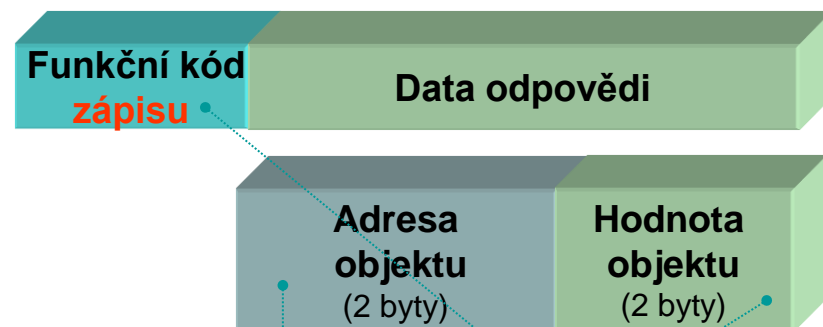 Funkční kód
zápisu
Data odpovědi
Adresa
objektu
(2 byty)
Hodnota
objektu
(2 byty)